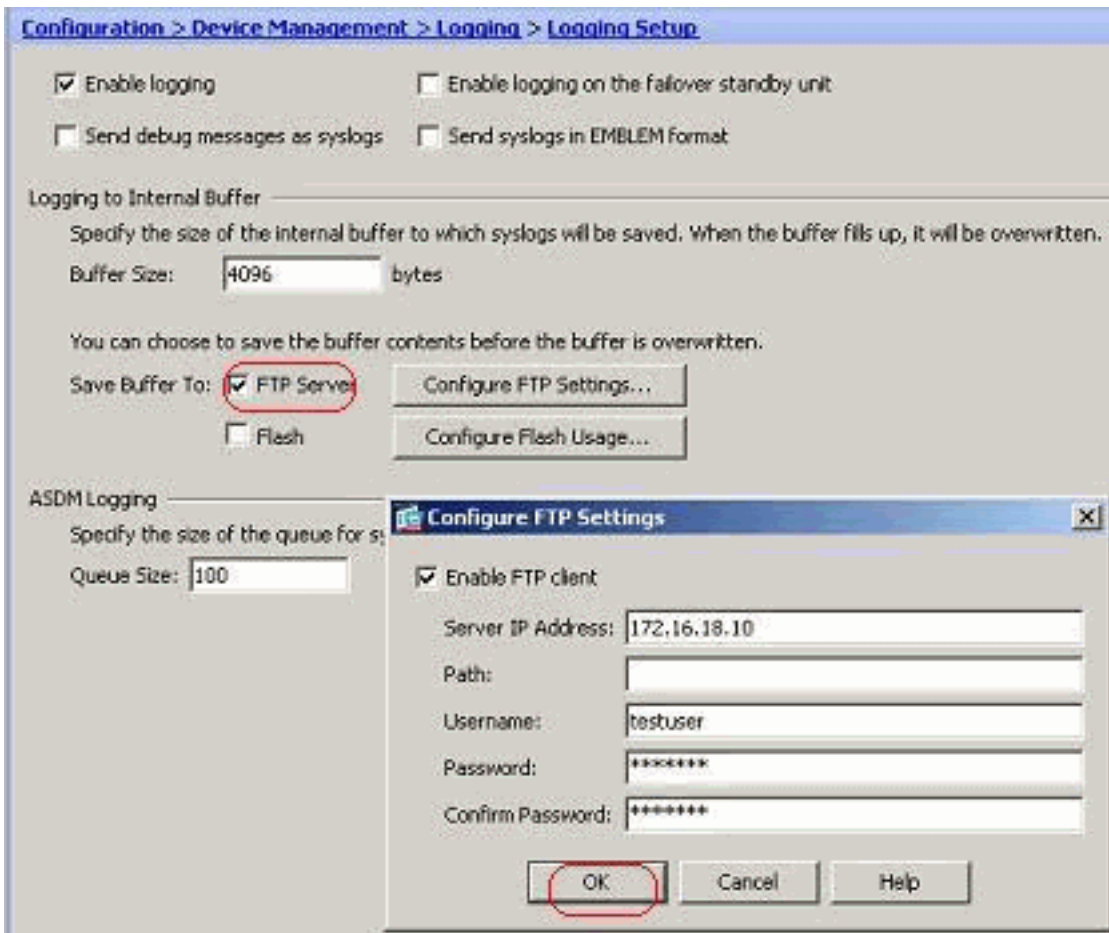 Configuration > Device Management > Logging > Logging Setup
Enable logging
Enable logging on the failover standby unit
Send debug messages as syslogs
Send syslogs in EMBLEM format
Logging to Internal Buffer
Specify the size of the internal buffer to which syslogs will be saved. When the buffer fills up, it will be overwritten.
Buffer Size: 4096 bytes
You can choose to save the buffer contents before the buffer is overwritten.
Save Buffer To: FTP Server Configure FTP Settings...
Flash Configure Flash Usage...
ASDM Logging
Specify the size of the queue for sy
Queue Size: 100
Configure FTP Settings
Enable FTP client
Server IP Address: 172.16.18.10
Path:
Username: testuser
Password: *******
Confirm Password: *******
OK Cancel Help